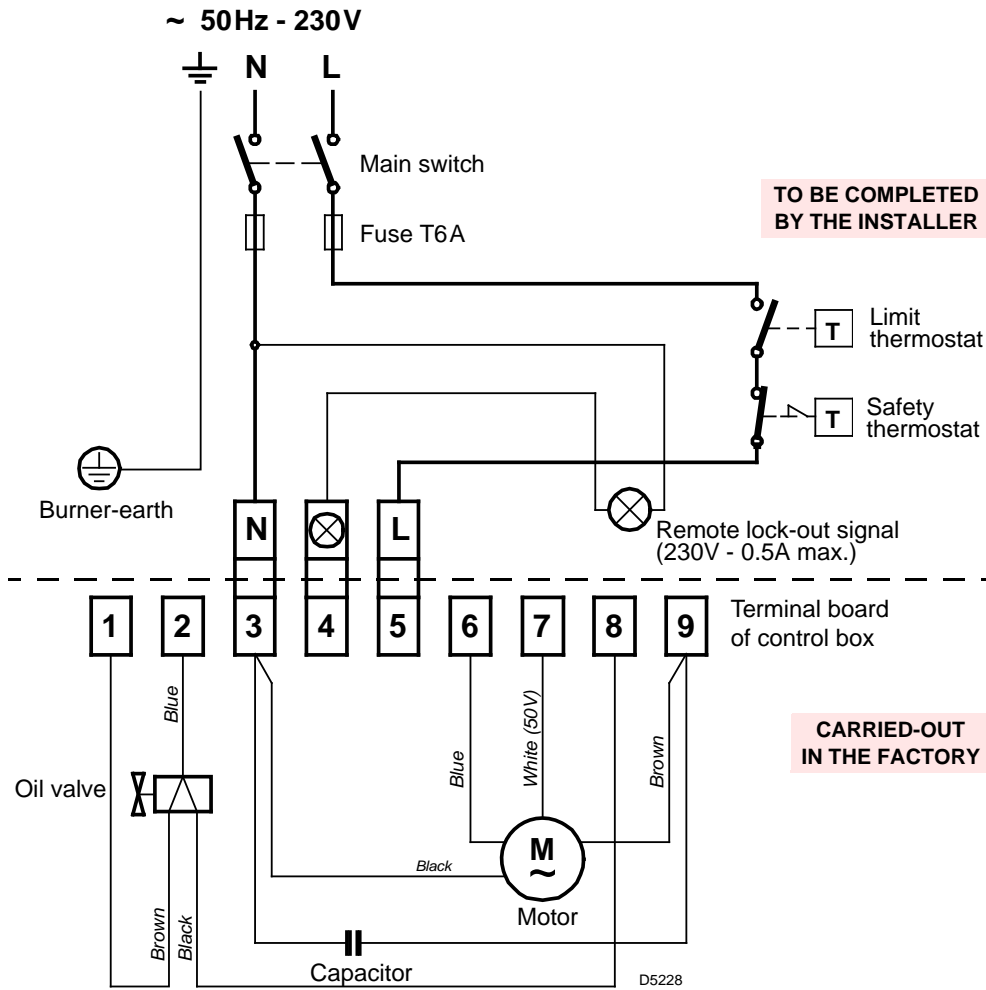 ~ 50Hz - 230V
N L
Main switch
Fuse T6A
TO BE COMPLETED
BY THE INSTALLER
T
Limit
thermostat
T
Safety
thermostat
Burner-earth
N L
Remote lock-out signal
(230V - 0.5A max.)
1 2 3 4 5 6 7 8 9
Terminal board
of control box
Blue
Blue
White (50V)
Brown
CARRIED-OUT
IN THE FACTORY
Oil valve
M
~
Black
Motor
Brown
Black
Capacitor
D5228